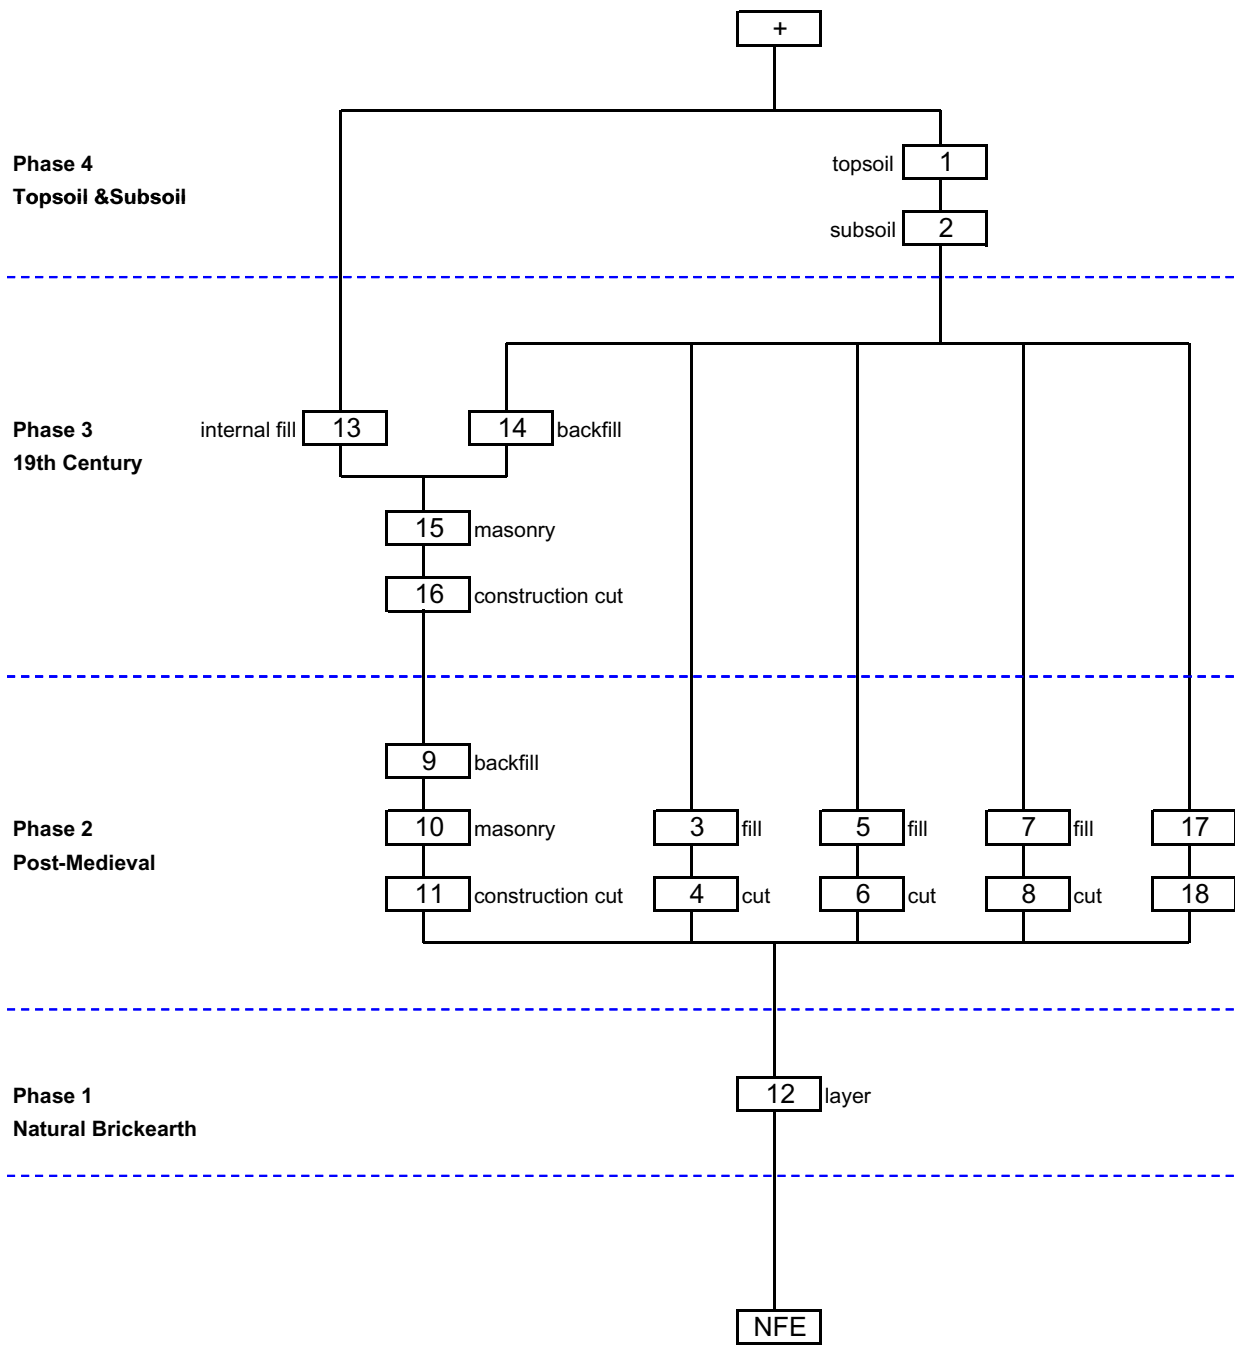 +
Phase 4
topsoil 1
Topsoil &Subsoil
subsoil 2
Phase 3
internal fill 13
14 backfill
19th Century
15 masonry
16 construction cut
9 backfill
Phase 2
10 masonry
3 fill
5 fill
7 fill
17
Post-Medieval
11 construction cut
4 cut
6 cut
8 cut
18
Phase 1
12 layer
Natural Brickearth
NFE